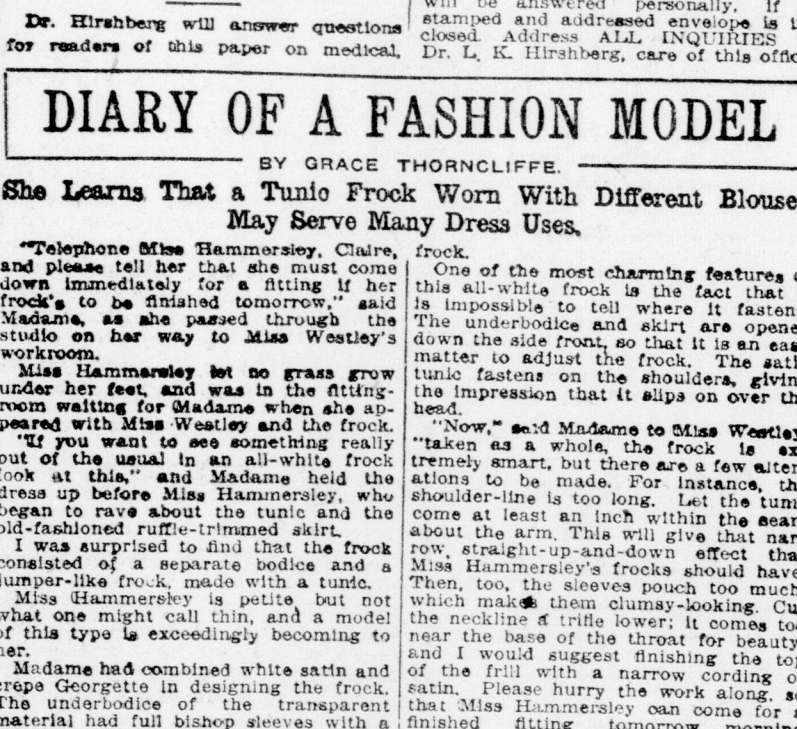 Dr. Hirshberg will answer questions
for readers of this paper on medical,
will be answered personally. If
stamped and addressed envelope is
closed. Address ALL INQUIRIES
Dr. L. K. Hirshberg, care of this offic
DIARY OF A FASHION MODEL
BY GRACE THORNCLIFFE.
She Learns That a Tunic Frock Worn With Different Blouse
May Serve Many Dress Uses.
"Telephone Miss Hammersley, Claire,
and please tell her that she must come
down immediately for a fitting if her
frock's to be finished tomorrow," said
Madame, as she passed through the
studio on her way to Miss Westley's
workroom.
Miss Hammersley let no grass grow
under her feet, and was in the fitting-
room waiting for Madame when she ap-
peared with Miss Westley and the frock.
"If you want to see something really
out of the usual in an all-white frock
look at this," and Madame held the
dress up before Miss Hammersley, who
began to rave about the tunic and the
old-fashioned ruffle-trimmed skirt.
I was surprised to find that the frock
consisted of a separate bodice and a
jumper-like frock, made with a tunic.
Miss Hammersley is petite, but not
what one might call thin, and a model
of this type is exceedingly becoming to
her.
Madame had combined white satin and
crepe Georgette in designing the frock.
The underbodice of the transparent
material had full bishop sleeves with a
frock.
One of the most charming features
this all-white frock is the fact that
is impossible to tell where it fasten
The underbodice and skirt are opene
down the side front, so that it is an eas
matter to adjust the frock. The sati
tunic fastens on the shoulders, givin
the impression that it slips on over th
head.
"Now," said Madame to Miss Westley
"taken as a whole, the frock is ex
tremely smart, but there are a few alter
ations to be made. For instance, th
shoulder-line is too long. Let the tuni
come at least an inch within the seam
about the arm. This will give that nar
row, straight-up-and-down effect tha
Miss Hammersley's frocks should have
Then, too, the sleeves pouch too much
which makes them clumsy-looking. Cu
the neckline a trifle lower; it comes too
near the base of the throat for beauty
and I would suggest finishing the top
of the frill with a narrow cording o
satin. Please hurry the work along, so
that Miss Hammersley can come for a
finished fitting tomorrow morning